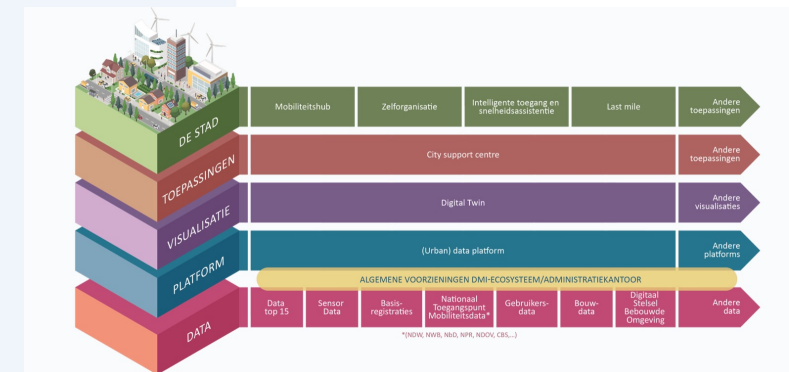 DE STAD
Mobiliteitshub
Zelforganisatie
Intelligente toegang en
snelheidsassistentie
Last mile
Andere
toepassingen
TOEPASSINGEN
City support centre
Andere
toepassingen
VISUALISATIE
Digital Twin
Andere
visualisaties
PLATFORM
(Urban) data platform
Andere
platforms
ALGEMENE VOORZIENINGEN DMI-ECOSYSTEEM/ADMINISTRATIEKANTOOR
DATA
Data
top 15
Sensor
Data
Basis-
registraties
Nationaal
Toegangspunt
Mobiliteitsdata*
Gebruikers-
data
Bouw-
data
Digitaal
Stelsel
Bebouwde
Omgeving
Andere
data
*(NDW, NWB, NbD, NPR, NDOV, CBS,...)